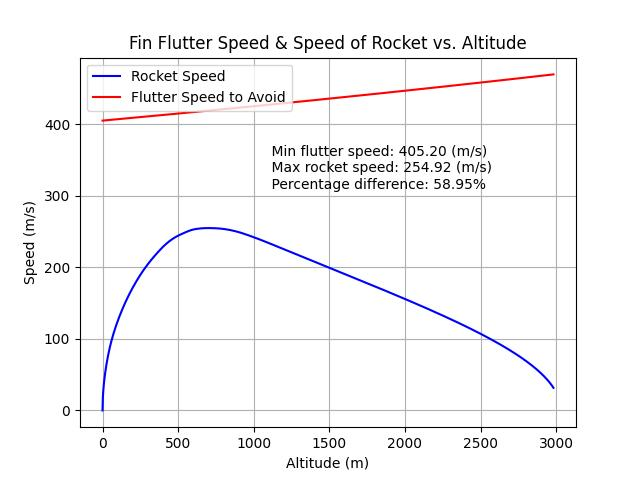 Fin Flutter Speed & Speed of Rocket vs. Altitude
Rocket Speed
Flutter Speed to Avoid
Min flutter speed: 405.20 (m/s)
Max rocket speed: 254.92 (m/s)
Percentage difference: 58.95%
Speed (m/s)
400
300
200
100
0
0 500 1000 1500 2000 2500 3000
Altitude (m)